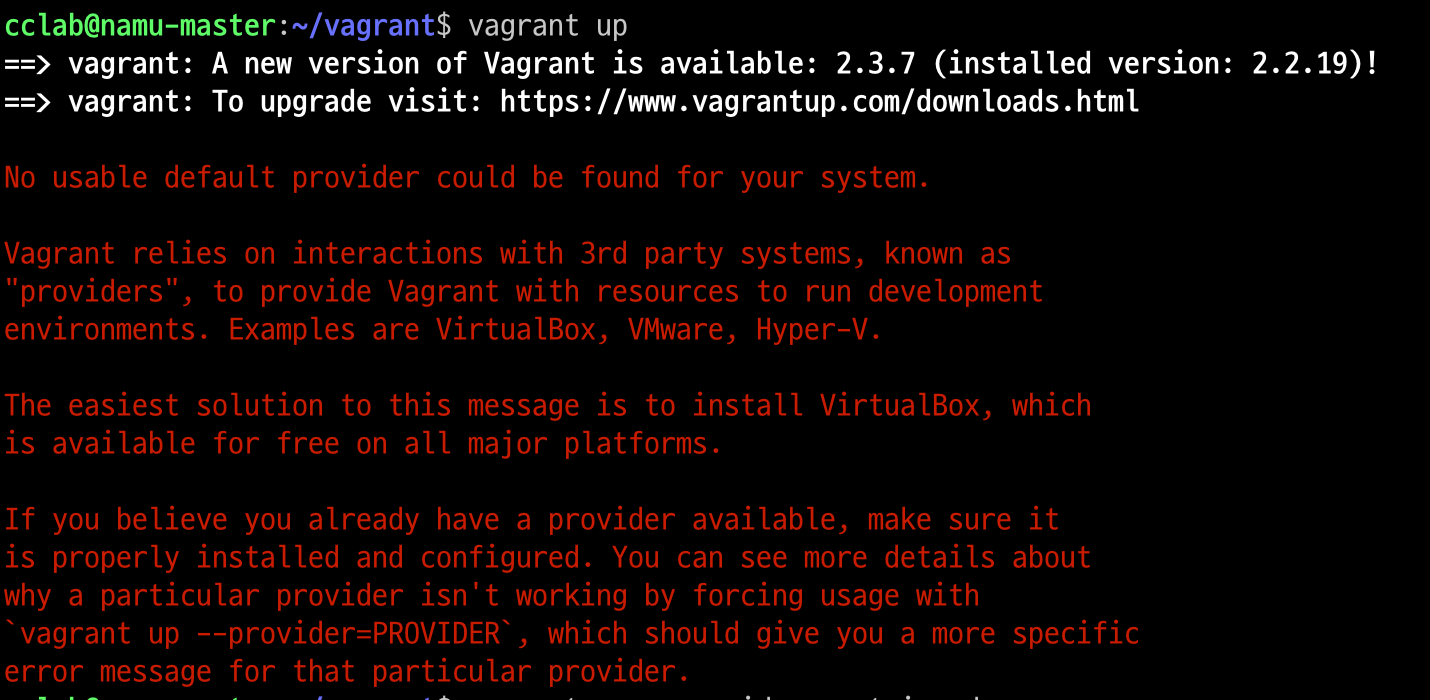 cclab@namu-master:~/vagrant$ vagrant up
==> vagrant: A new version of Vagrant is available: 2.3.7 (installed version: 2.2.19)!
==> vagrant: To upgrade visit: https://www.vagrantup.com/downloads.html
No usable default provider could be found for your system.
Vagrant relies on interactions with 3rd party systems, known as
"providers", to provide Vagrant with resources to run development
environments. Examples are VirtualBox, VMware, Hyper-V.
The easiest solution to this message is to install VirtualBox, which
is available for free on all major platforms.
If you believe you already have a provider available, make sure it
is properly installed and configured. You can see more details about
why a particular provider isn't working by forcing usage with
`vagrant up --provider=PROVIDER`, which should give you a more specific
error message for that particular provider.